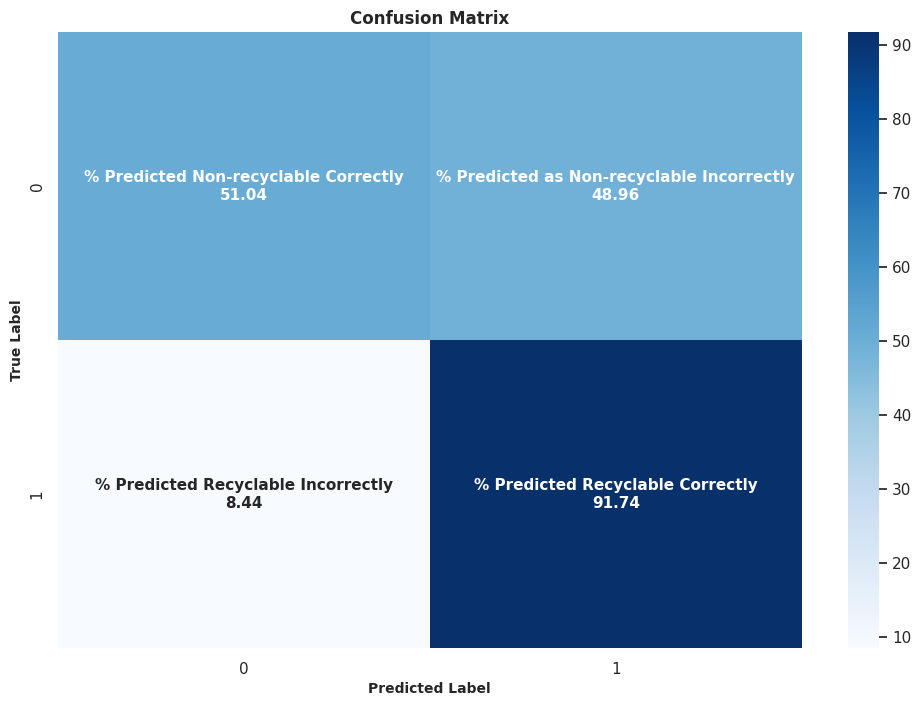 Confusion Matrix
% Predicted Non-recyclable Correctly
51.04
% Predicted as Non-recyclable Incorrectly
48.96
% Predicted Recyclable Incorrectly
8.44
% Predicted Recyclable Correctly
91.74
True Label
0
1
0
1
Predicted Label
90
80
70
60
50
40
30
20
10